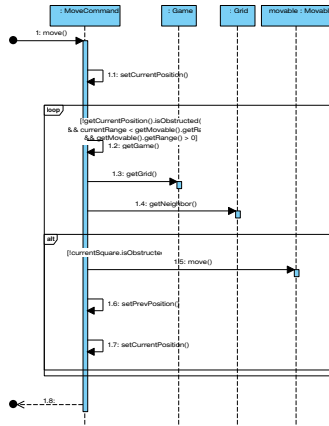 : MoveCommand
: Game
: Grid
movable : Movabl
1: move()
1.1: setCurrentPosition()
loop
[!getCurrentPosition().isObstructed(
&& currentRange < getMovable().getRa
&& getMovable().getRange() > 0]
1.2: getGame()
1.3: getGrid()
1.4: getNeighbor()
alt
[!currentSquare.isObstructe
1.5: move()
1.6: setPrevPosition()
1.7: setCurrentPosition()
1.8: